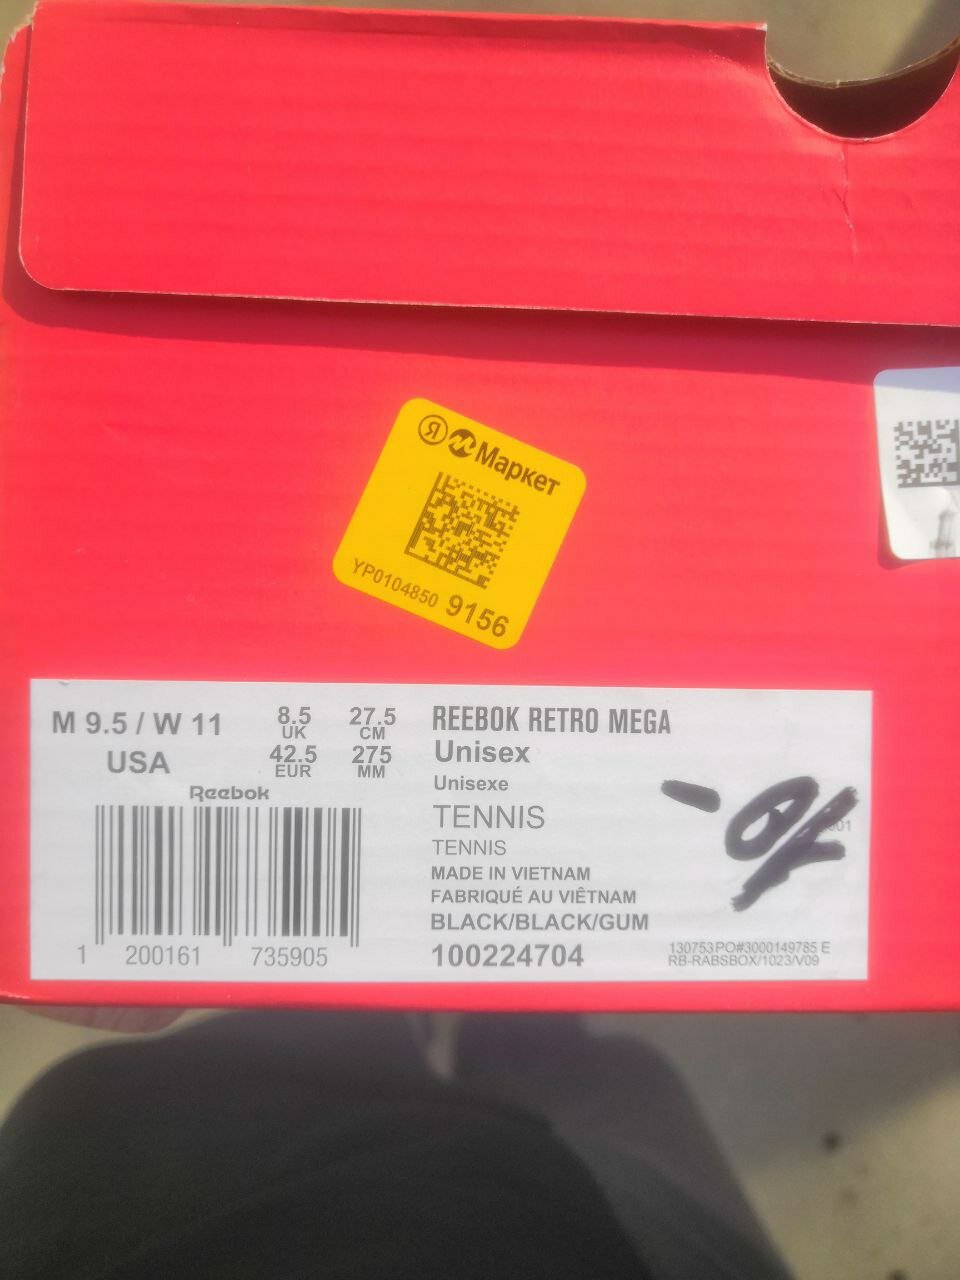 Я Маркет
YP0104850 9156
M 9.5 / W 11
USA
8.5
UK
27.5
CM
42.5
EUR
275
MM
Reebok
1 200161 735905
REEBOK RETRO MEGA
Unisex
Unisexe
TENNIS
TENNIS
MADE IN VIETNAM
FABRIQUÉ AU VIÊTNAM
BLACK/BLACK/GUM
100224704
130753PO#3000149785 E
RB-RABSBOX/1023/V09